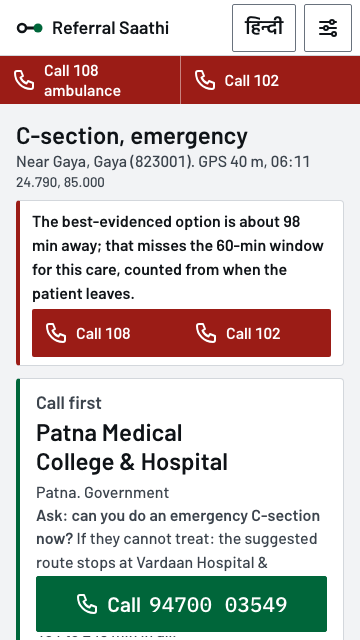 Referral Saathi
हिन्दी
Call 108
ambulance
Call 102
C-section, emergency
Near Gaya, Gaya (823001). GPS 40 m, 06:11
24.790, 85.000
The best-evidenced option is about 98
min away; that misses the 60-min window
for this care, counted from when the
patient leaves.
Call 108
Call 102
Call first
Patna Medical
College & Hospital
Patna. Government
Ask: can you do an emergency C-section
now? If they cannot treat: the suggested
route stops at Vardaan Hospital &
Call 94700 03549